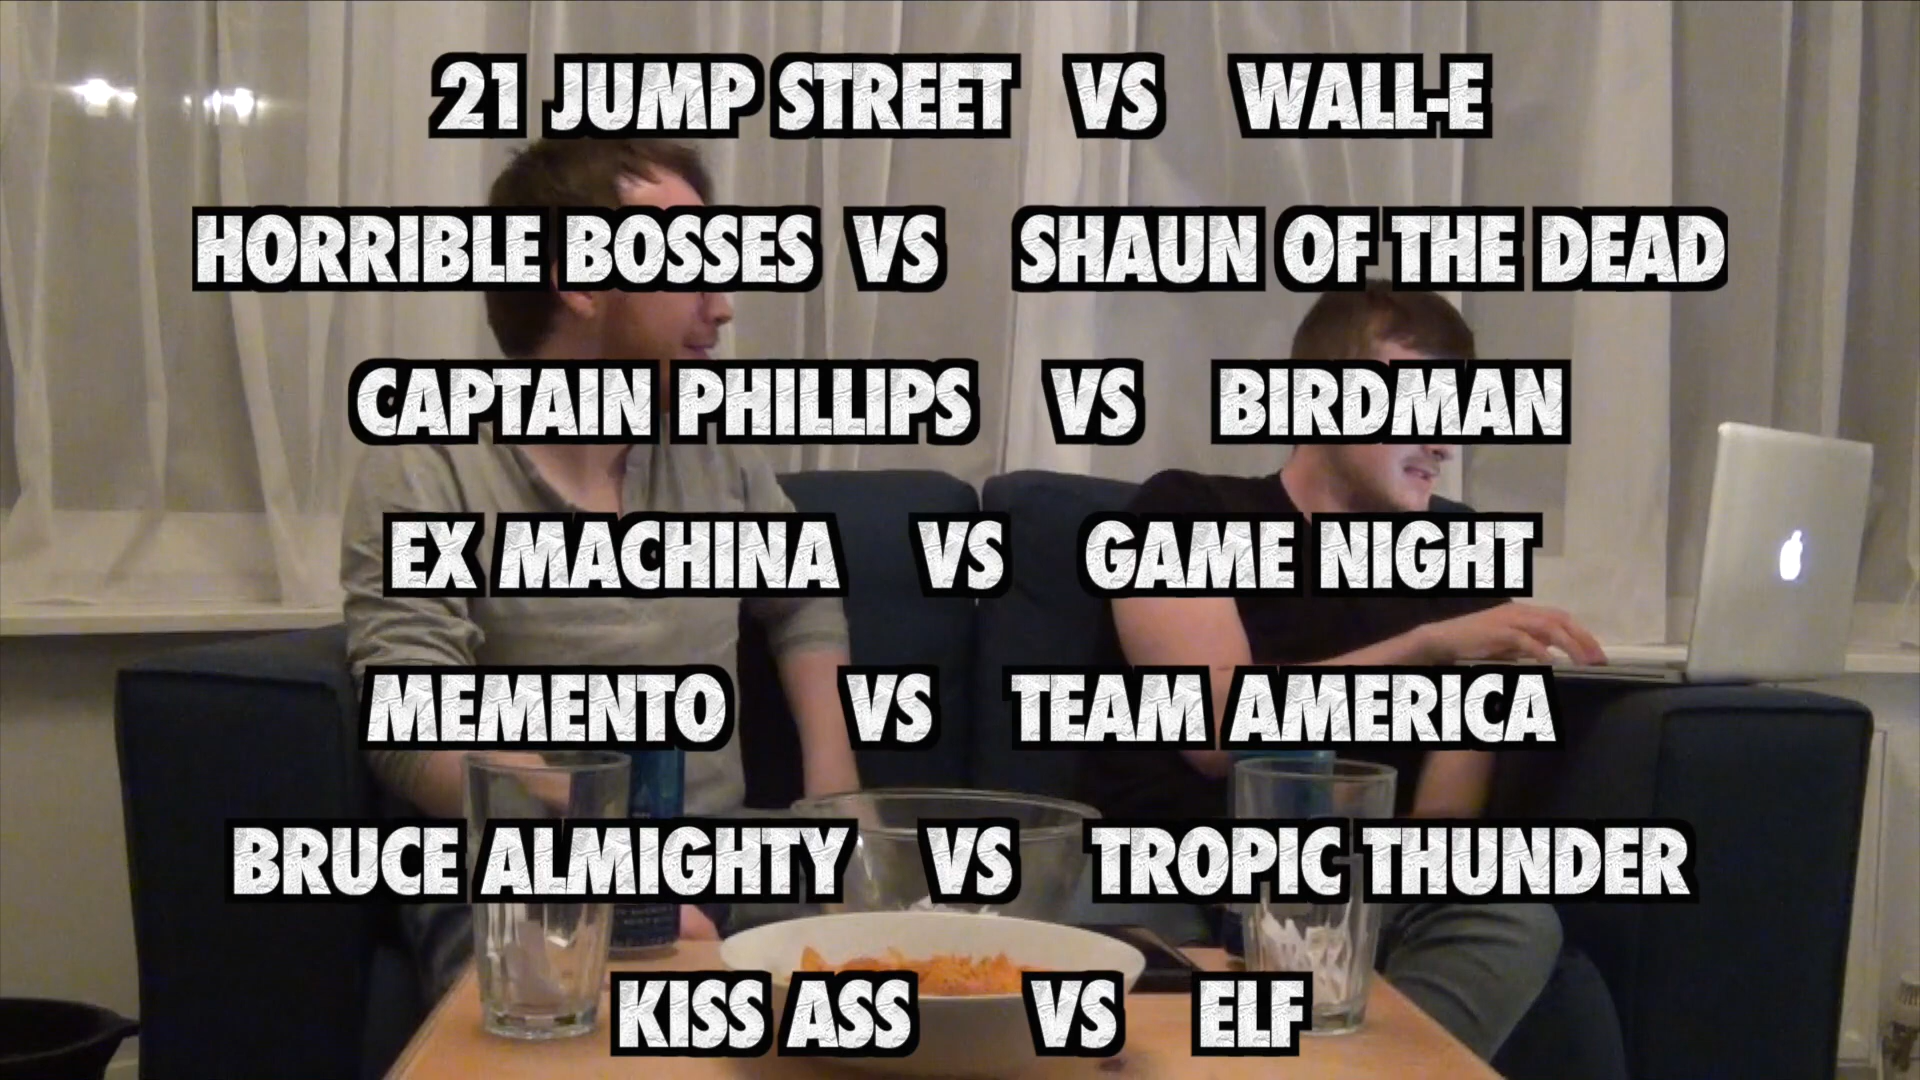 21 JUMP STREET VS WALL-E
HORRIBLE BOSSES VS SHAUN OF THE DEAD
CAPTAIN PHILLIPS VS BIRDMAN
EX MACHINA VS GAME NIGHT
MEMENTO VS TEAM AMERICA
BRUCE ALMIGHTY VS TROPIC THUNDER
KISS ASS VS ELF